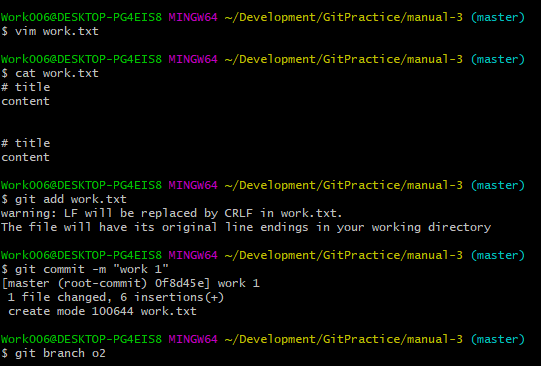 Work006@DESKTOP-PG4EIS8 MINGW64 ~/Development/GitPractice/manual-3 (master)
$ vim work.txt
Work006@DESKTOP-PG4EIS8 MINGW64 ~/Development/GitPractice/manual-3 (master)
$ cat work.txt
# title
content
# title
content
Work006@DESKTOP-PG4EIS8 MINGW64 ~/Development/GitPractice/manual-3 (master)
$ git add work.txt
warning: LF will be replaced by CRLF in work.txt.
The file will have its original line endings in your working directory
Work006@DESKTOP-PG4EIS8 MINGW64 ~/Development/GitPractice/manual-3 (master)
$ git commit -m "work 1"
[master (root-commit) 0f8d45e] work 1
 1 file changed, 6 insertions(+)
 create mode 100644 work.txt
Work006@DESKTOP-PG4EIS8 MINGW64 ~/Development/GitPractice/manual-3 (master)
$ git branch o2